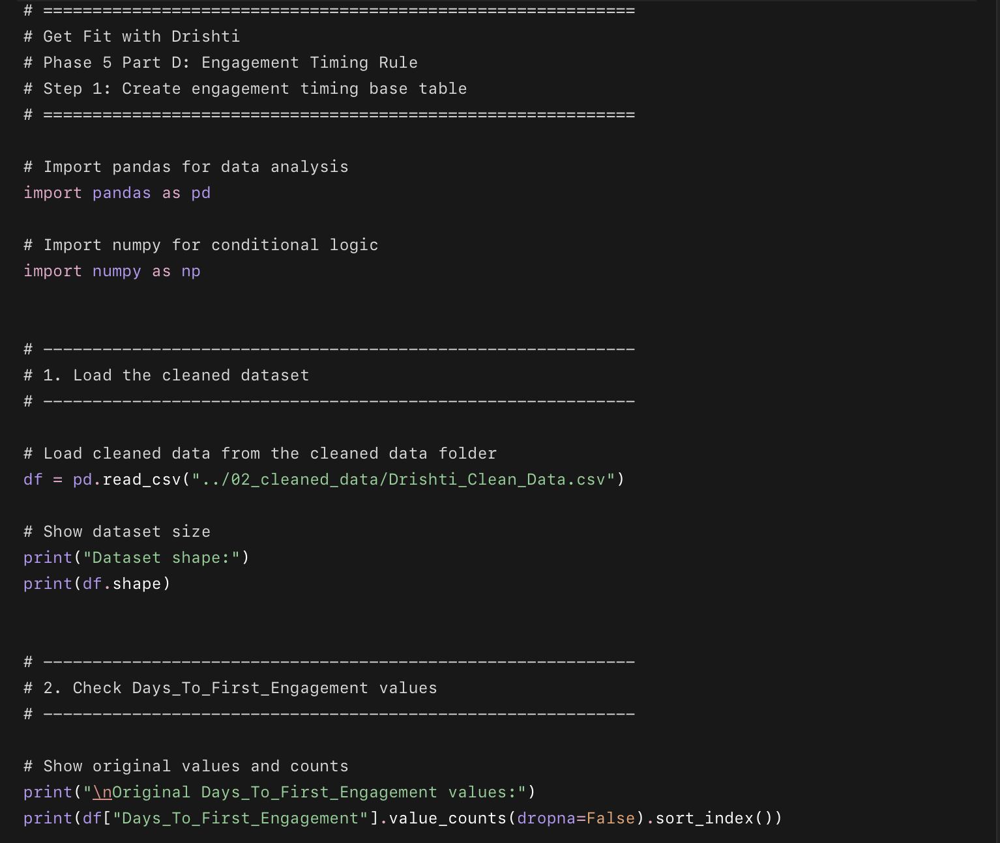 # ============================================================
# Get Fit with Drishti
# Phase 5 Part D: Engagement Timing Rule
# Step 1: Create engagement timing base table
# ============================================================
# Import pandas for data analysis
import pandas as pd
# Import numpy for conditional logic
import numpy as np
# ------------------------------------------------------------
# 1. Load the cleaned dataset
# ------------------------------------------------------------
# Load cleaned data from the cleaned data folder
df = pd.read_csv("../02_cleaned_data/Drishti_Clean_Data.csv")
# Show dataset size
print("Dataset shape:")
print(df.shape)
# ------------------------------------------------------------
# 2. Check Days_To_First_Engagement values
# ------------------------------------------------------------
# Show original values and counts
print("\nOriginal Days_To_First_Engagement values:")
print(df["Days_To_First_Engagement"].value_counts(dropna=False).sort_index())